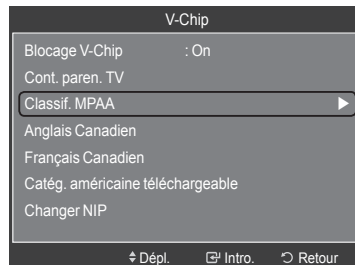 V-Chip
Blocage V-Chip : On
Cont. paren. TV
Classif. MPAA
Anglais Canadien
Français Canadien
Catég. américaine téléchargeable
Changer NIP
Dépl. Intro. Retour